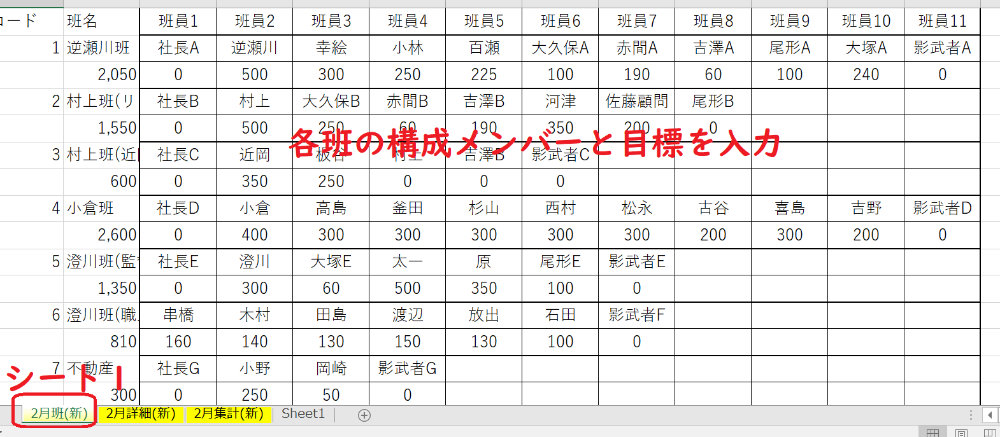 コード 班名 班員1 班員2 班員3 班員4 班員5 班員6 班員7 班員8 班員9 班員10 班員11
1 逆瀬川班 社長A 逆瀬川 幸絵 小林 百瀬 大久保A 赤間A 吉澤A 尾形A 大塚A 影武者A
2,050 0 500 300 250 225 100 190 60 100 240 0
2 村上班(リ 社長B 村上 大久保B 赤間B 吉澤B 河津 佐藤顧問 尾形B
1,550 0 500 250 60 190 350 200 0
各班の構成メンバーと目標を入力
3 村上班(近 社長C 近岡 板谷 村上 吉澤B 影武者C
600 0 350 250 0 0 0
4 小倉班 社長D 小倉 高島 釜田 杉山 西村 松永 古谷 喜島 吉野 影武者D
2,600 0 400 300 300 300 300 300 200 300 200 0
5 澄川班(監 社長E 澄川 大塚E 太一 原 尾形E 影武者E
1,350 0 300 60 500 350 100 0
6 澄川班(職 串橋 木村 田島 渡辺 放出 石田 影武者F
810 160 140 130 150 130 100 0
7 不動産 社長G 小野 岡崎 影武者G
シート1
300 0 250 50 0
2月班(新) 2月詳細(新) 2月集計(新) Sheet1